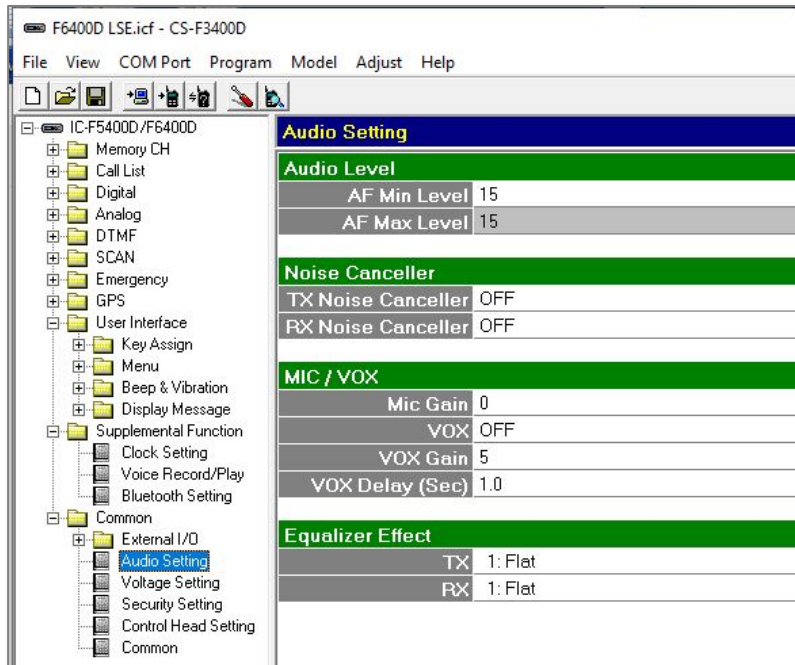 F6400D LSE.icf - CS-F3400D
File View COM Port Program Model Adjust Help
IC-F5400D/F6400D
Memory CH
Call List
Digital
Analog
DTMF
SCAN
Emergency
GPS
User Interface
Key Assign
Menu
Beep & Vibration
Display Message
Supplemental Function
Clock Setting
Voice Record/Play
Bluetooth Setting
Common
External I/O
Audio Setting
Voltage Setting
Security Setting
Control Head Setting
Common
Audio Setting
Audio Level
AF Min Level 15
AF Max Level 15
Noise Canceller
TX Noise Canceller OFF
RX Noise Canceller OFF
MIC / VOX
Mic Gain 0
VOX OFF
VOX Gain 5
VOX Delay (Sec) 1.0
Equalizer Effect
TX 1: Flat
RX 1: Flat